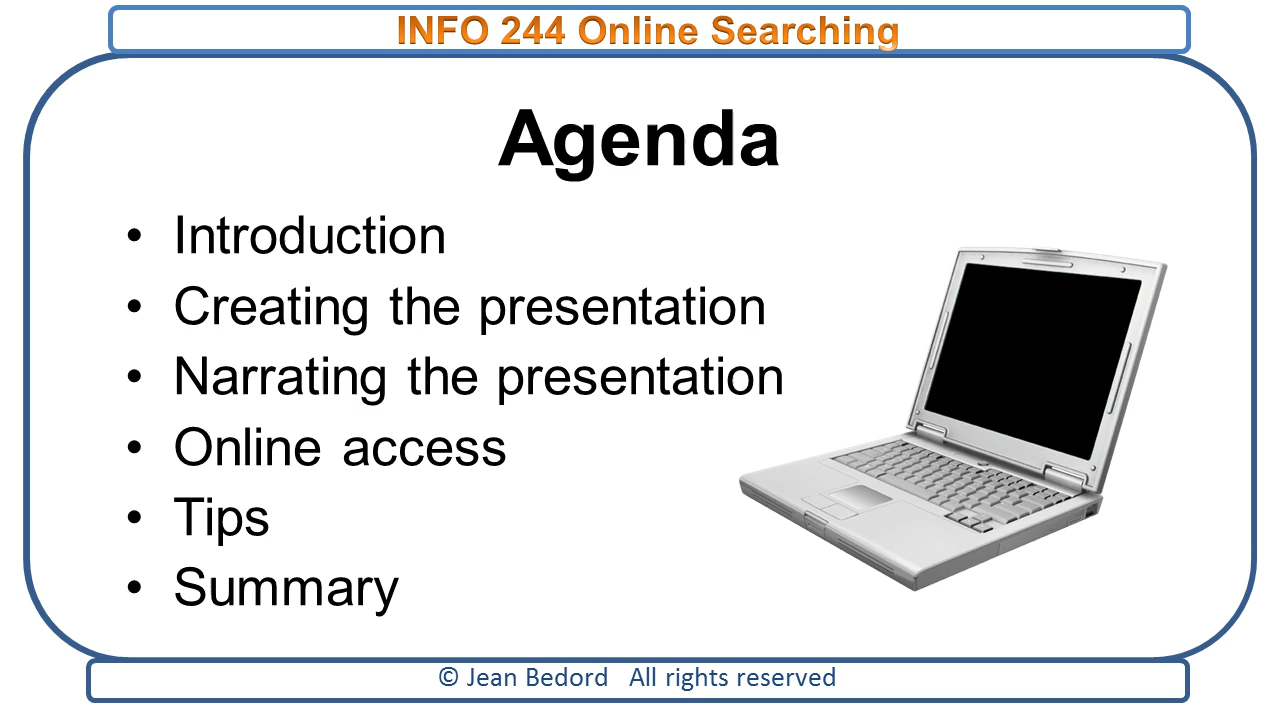 INFO 244 Online Searching
Agenda
• Introduction
• Creating the presentation
• Narrating the presentation
• Online access
• Tips
• Summary
© Jean Bedord All rights reserved